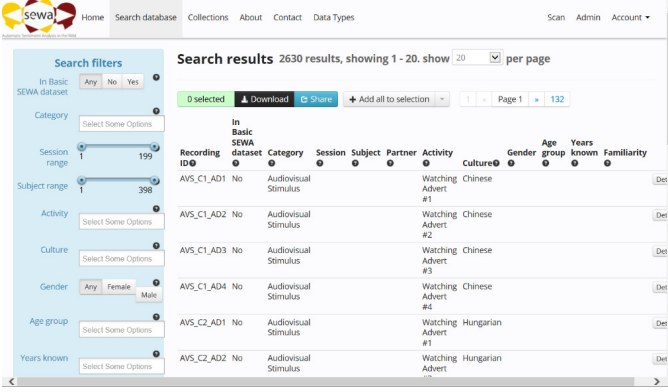 sewa
Automatic Sentiment Analysis in the Wild
Home Search database Collections About Contact Data Types Scan Admin Account
Search filters
In Basic SEWA dataset Any No Yes
Category Select Some Options
Session range 1 199
Subject range 1 398
Activity Select Some Options
Culture Select Some Options
Gender Any Female Male
Age group Select Some Options
Years known Select Some Options
Search results 2630 results, showing 1 - 20. show 20 per page
0 selected Download Share + Add all to selection Page 1 » 132
Recording ID In Basic SEWA dataset Category Session Subject Partner Activity Culture Gender Age group Years known Familiarity
AVS_C1_AD1 No Audiovisual Stimulus Watching Advert #1 Chinese Det
AVS_C1_AD2 No Audiovisual Stimulus Watching Advert #2 Chinese Det
AVS_C1_AD3 No Audiovisual Stimulus Watching Advert #3 Chinese Det
AVS_C1_AD4 No Audiovisual Stimulus Watching Advert #4 Chinese Det
AVS_C2_AD1 No Audiovisual Stimulus Watching Advert #1 Hungarian Det
AVS_C2_AD2 No Audiovisual Stimulus Watching Advert Hungarian Det